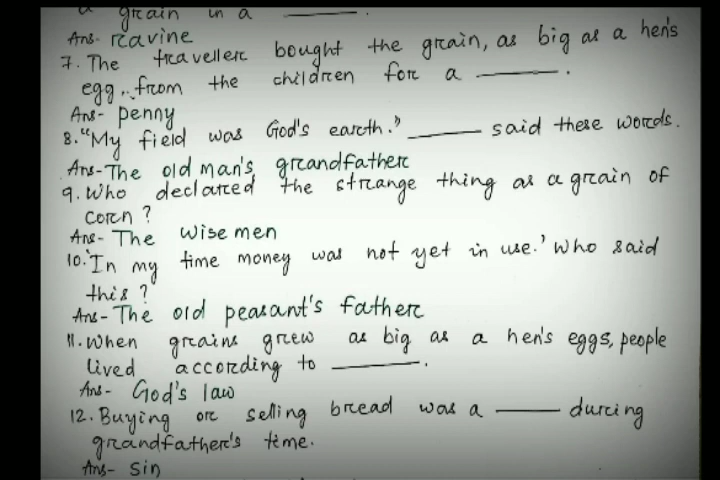 a grain in a ______.
Ans- ravine
7. The traveller bought the grain, as big as a hen's
egg, from the children for a ______.
Ans- penny
8. "My field was God's earth." ______ said these words.
Ans- The old man's grandfather
9. Who declared the strange thing as a grain of
corn ?
Ans- The wise men
10. 'In my time money was not yet in use.' Who said
this ?
Ans- The old peasant's father
11. When grains grew as big as a hen's eggs, people
lived according to ______.
Ans- God's law
12. Buying or selling bread was a ______ during
grandfather's time.
Ans- sin